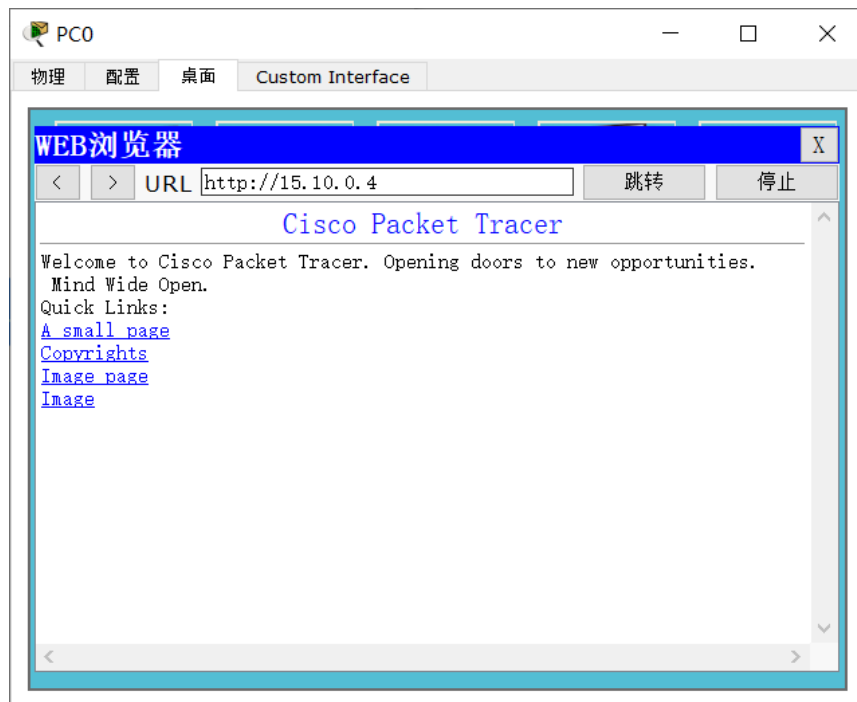 PC0
物理 配置 桌面 Custom Interface
WEB浏览器 X
< > URL http://15.10.0.4 跳转 停止
Cisco Packet Tracer
Welcome to Cisco Packet Tracer. Opening doors to new opportunities.
Mind Wide Open.
Quick Links:
A small page
Copyrights
Image page
Image